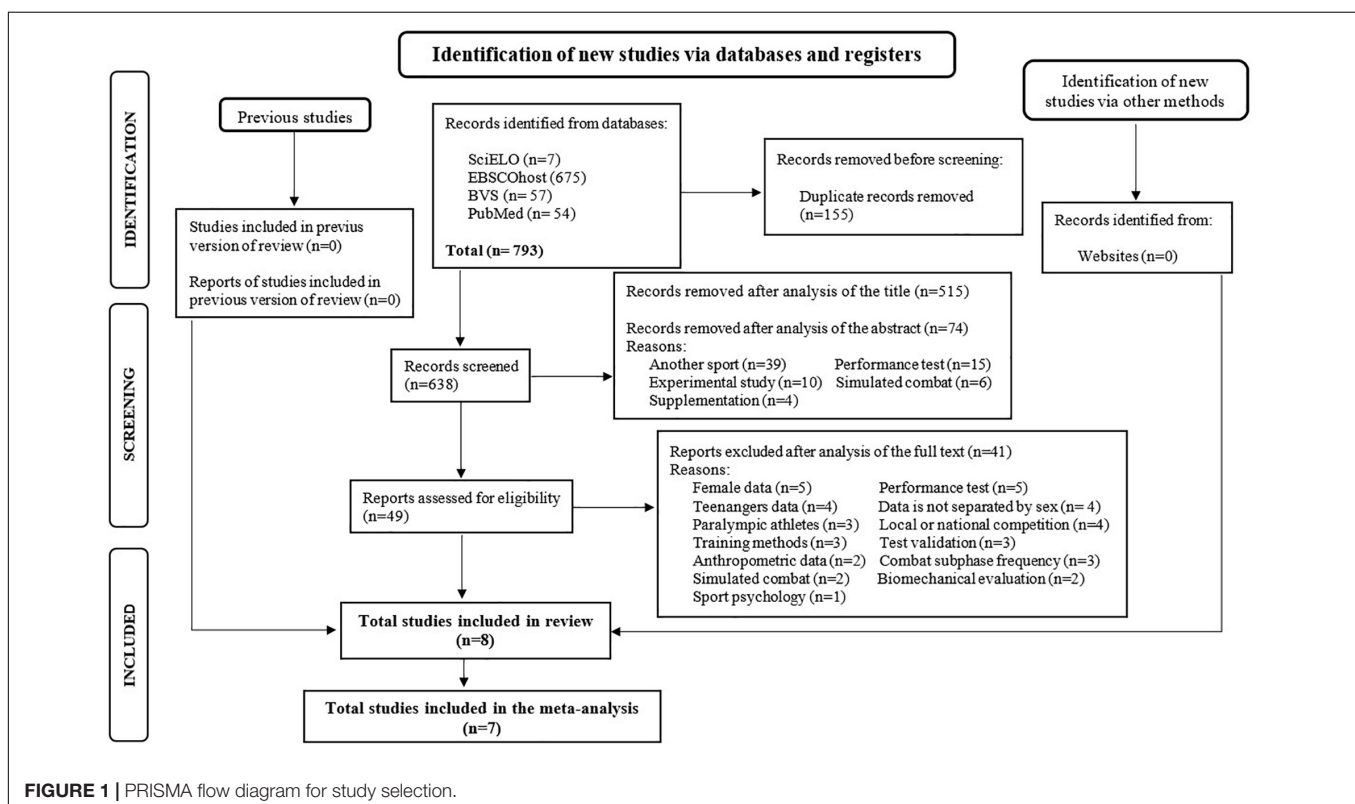 Identification of new studies via databases and registers
IDENTIFICATION
Previous studies
Studies included in previus
version of review (n=0)
Reports of studies included in
previous version of review (n=0)
Records identified from databases:
SciELO (n=7)
EBSCOhost (675)
BVS (n= 57)
PubMed (n= 54)
Total (n= 793)
Records removed before screening:
Duplicate records removed
(n=155)
Identification of new
studies via other methods
Records identified from:
Websites (n=0)
SCREENING
Records screened
(n=638)
Records removed after analysis of the title (n=515)
Records removed after analysis of the abstract (n=74)
Reasons:
Another sport (n=39) Performance test (n=15)
Experimental study (n=10) Simulated combat (n=6)
Supplementation (n=4)
Reports assessed for eligibility
(n=49)
Reports excluded after analysis of the full text (n=41)
Reasons:
Female data (n=5) Performance test (n=5)
Teenangers data (n=4) Data is not separated by sex (n= 4)
Paralympic athletes (n=3) Local or national competition (n=4)
Training methods (n=3) Test validation (n=3)
Anthropometric data (n=2) Combat subphase frequency (n=3)
Simulated combat (n=2) Biomechanical evaluation (n=2)
Sport psychology (n=1)
INCLUDED
Total studies included in review
(n=8)
Total studies included in the meta-analysis
(n=7)
FIGURE 1 | PRISMA flow diagram for study selection.